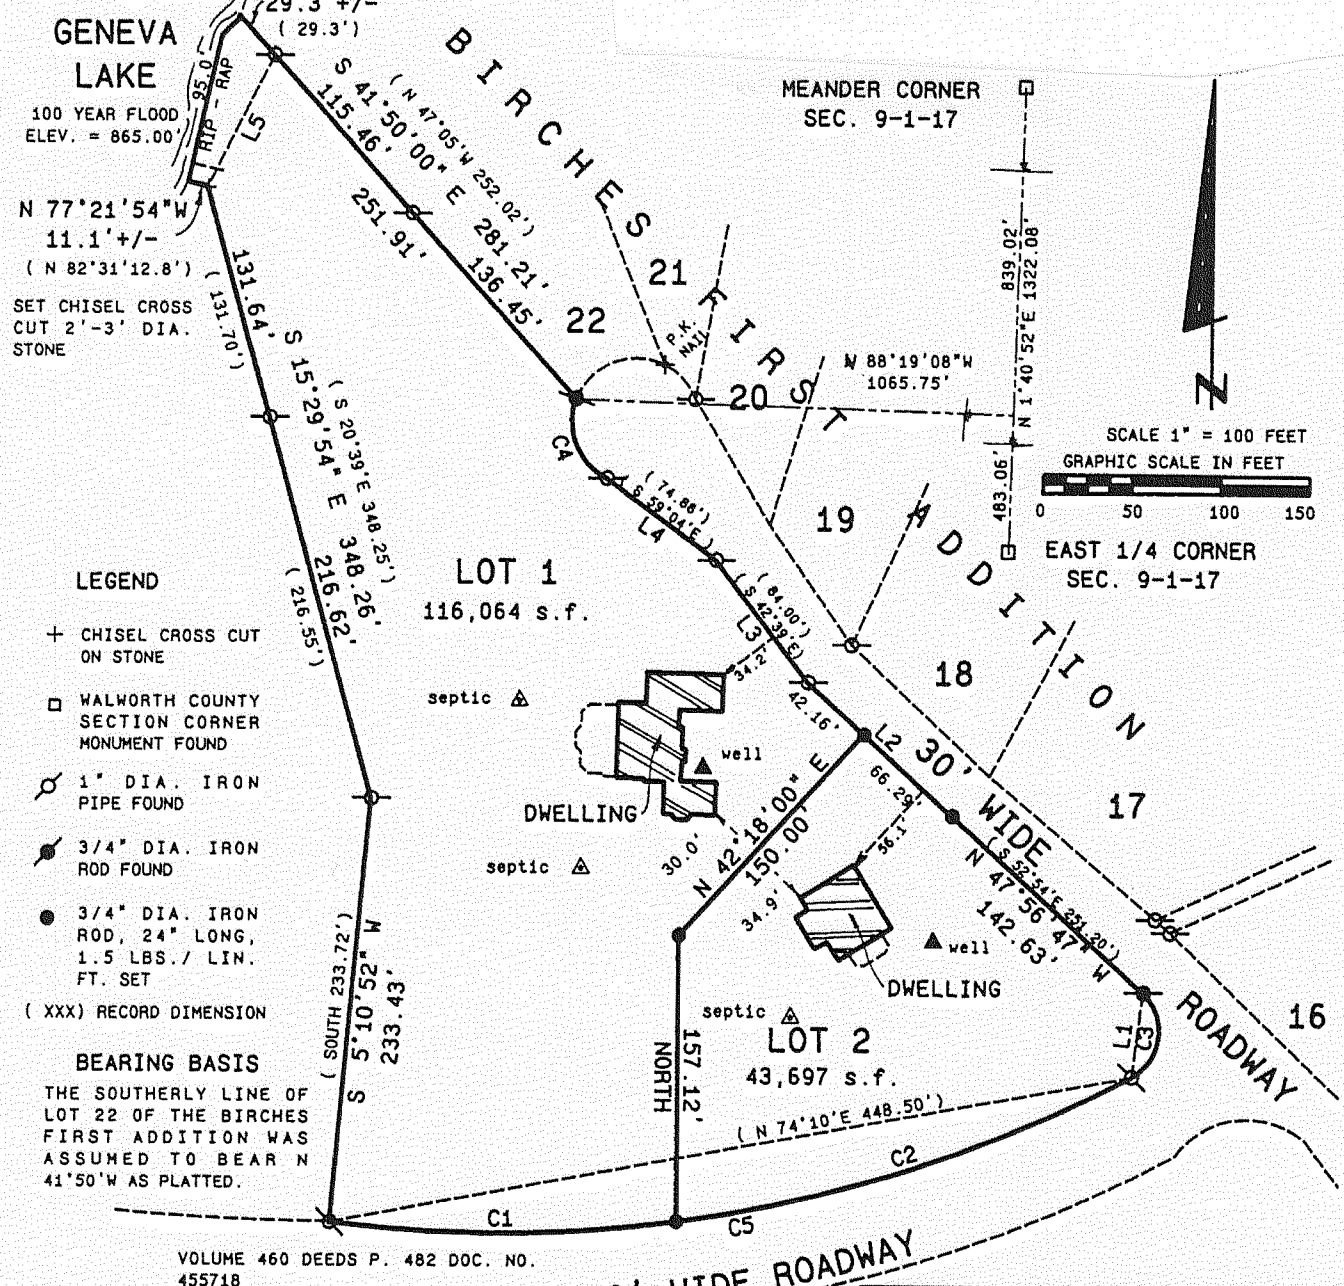 29.3'+/-
( 29.3')
GENEVA
LAKE
100 YEAR FLOOD
ELEV. = 865.00'
95.0'
RIP - RAP
L5
N 77°21'54"W
11.1'+/-
( N 82°31'12.8')
SET CHISEL CROSS
CUT 2'-3' DIA.
STONE
BIRCHES
FIRST
ADDITION
( N 47°05'W 252.02')
S 41°50'00" E 281.21'
115.46'
136.45'
251.91'
21
22
P.K.
NAIL
20
19
18
17
16
MEANDER CORNER
SEC. 9-1-17
839.02'
N 1°40'52"E 1322.08'
483.06'
N 88°19'08"W
1065.75'
EAST 1/4 CORNER
SEC. 9-1-17
N
SCALE 1" = 100 FEET
GRAPHIC SCALE IN FEET
0 50 100 150
131.64'
( 131.70')
( S 20°39'E 348.25')
S 15°29'54" E 348.26'
216.62'
( 216.55')
C4
( 74.86')
( S 59°04'E )
L4
( 84.00')
( S 42°39'E)
L3
34.2'
42.16'
L2
66.29'
LOT 1
116,064 s.f.
septic
well
DWELLING
septic
30.0'
N 42°18'00" E
150.00'
34.9'
56.1'
30' WIDE
ROADWAY
( S 52°54'E 251.20')
N 47°56'47" W
142.63'
well
DWELLING
septic
LOT 2
43,697 s.f.
L1
C3
NORTH
157.12'
( N 74°10'E 448.50')
( SOUTH 233.72')
S 5°10'52" W
233.43'
C1
C2
C5
WIDE ROADWAY
LEGEND
CHISEL CROSS CUT
ON STONE
WALWORTH COUNTY
SECTION CORNER
MONUMENT FOUND
1" DIA. IRON
PIPE FOUND
3/4" DIA. IRON
ROD FOUND
3/4" DIA. IRON
ROD, 24" LONG,
1.5 LBS./ LIN.
FT. SET
( XXX) RECORD DIMENSION
BEARING BASIS
THE SOUTHERLY LINE OF
LOT 22 OF THE BIRCHES
FIRST ADDITION WAS
ASSUMED TO BEAR N
41°50'W AS PLATTED.
VOLUME 460 DEEDS P. 482 DOC. NO.
455718